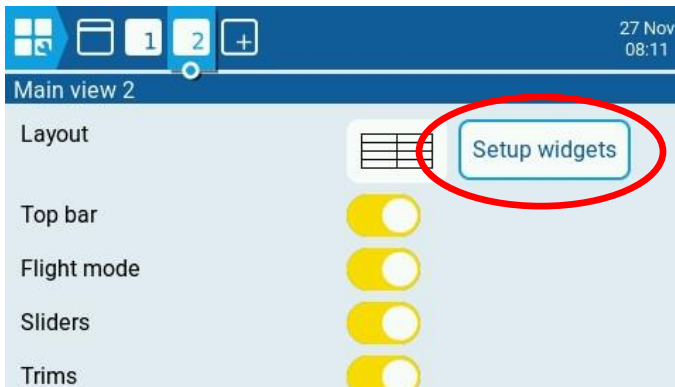 1 2 +
27 Nov
08:11
Main view 2
Layout
Setup widgets
Top bar
Flight mode
Sliders
Trims